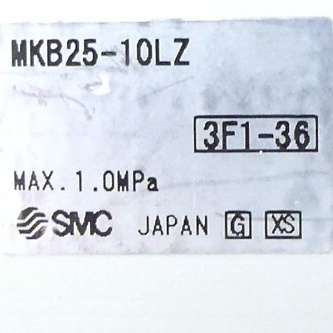 MKB25-10LZ
3F1-36
MAX.1.0MPa
SMC JAPAN G XS